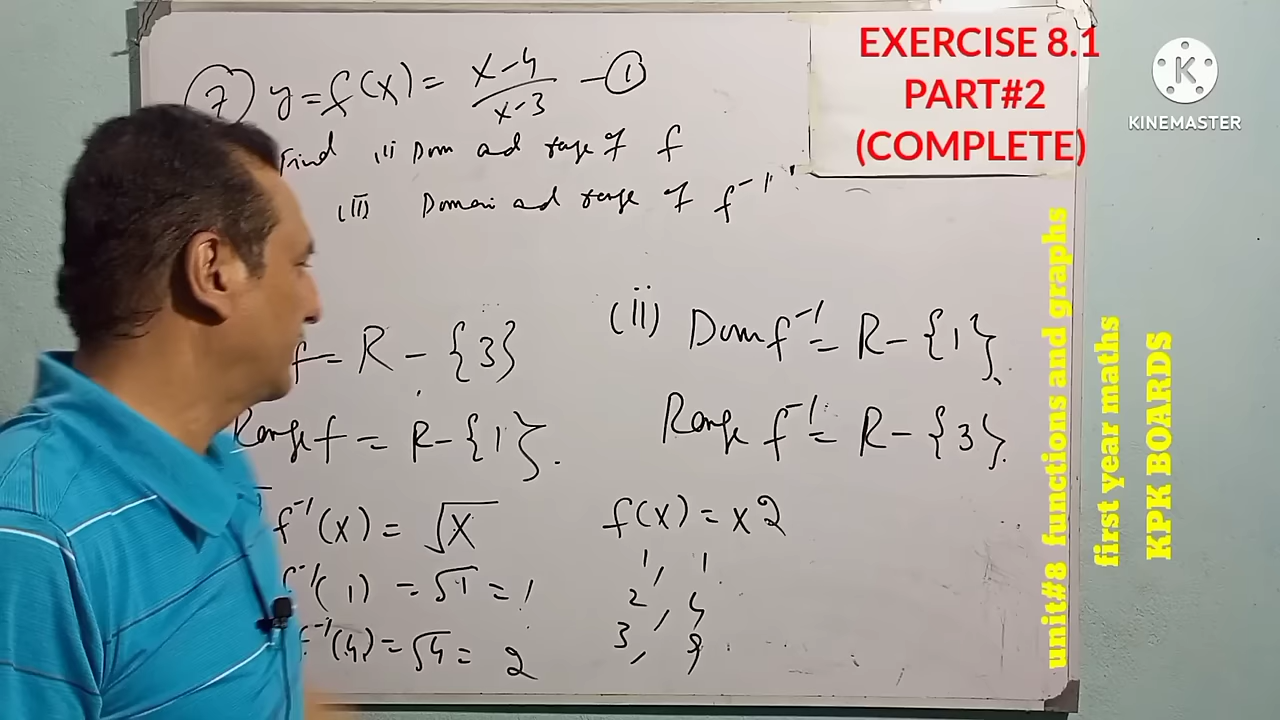 ⑦ y = f(x) = x-4 / x-3 - ①
Find (i) Dom and range of f
(ii) Domain and range of f⁻¹
f = R - {3}
Range f = R - {1}.
(ii) Dom f⁻¹ = R - {1}.
Range f⁻¹ = R - {3}.
f⁻¹(x) = √x
f⁻¹(1) = √1 = 1
f⁻¹(4) = √4 = 2
f(x) = x2
1, 1
2, 4
3, 9
EXERCISE 8.1
PART#2
(COMPLETE)
KINEMASTER
unit#8 functions and graphs
first year maths
KPK BOARDS